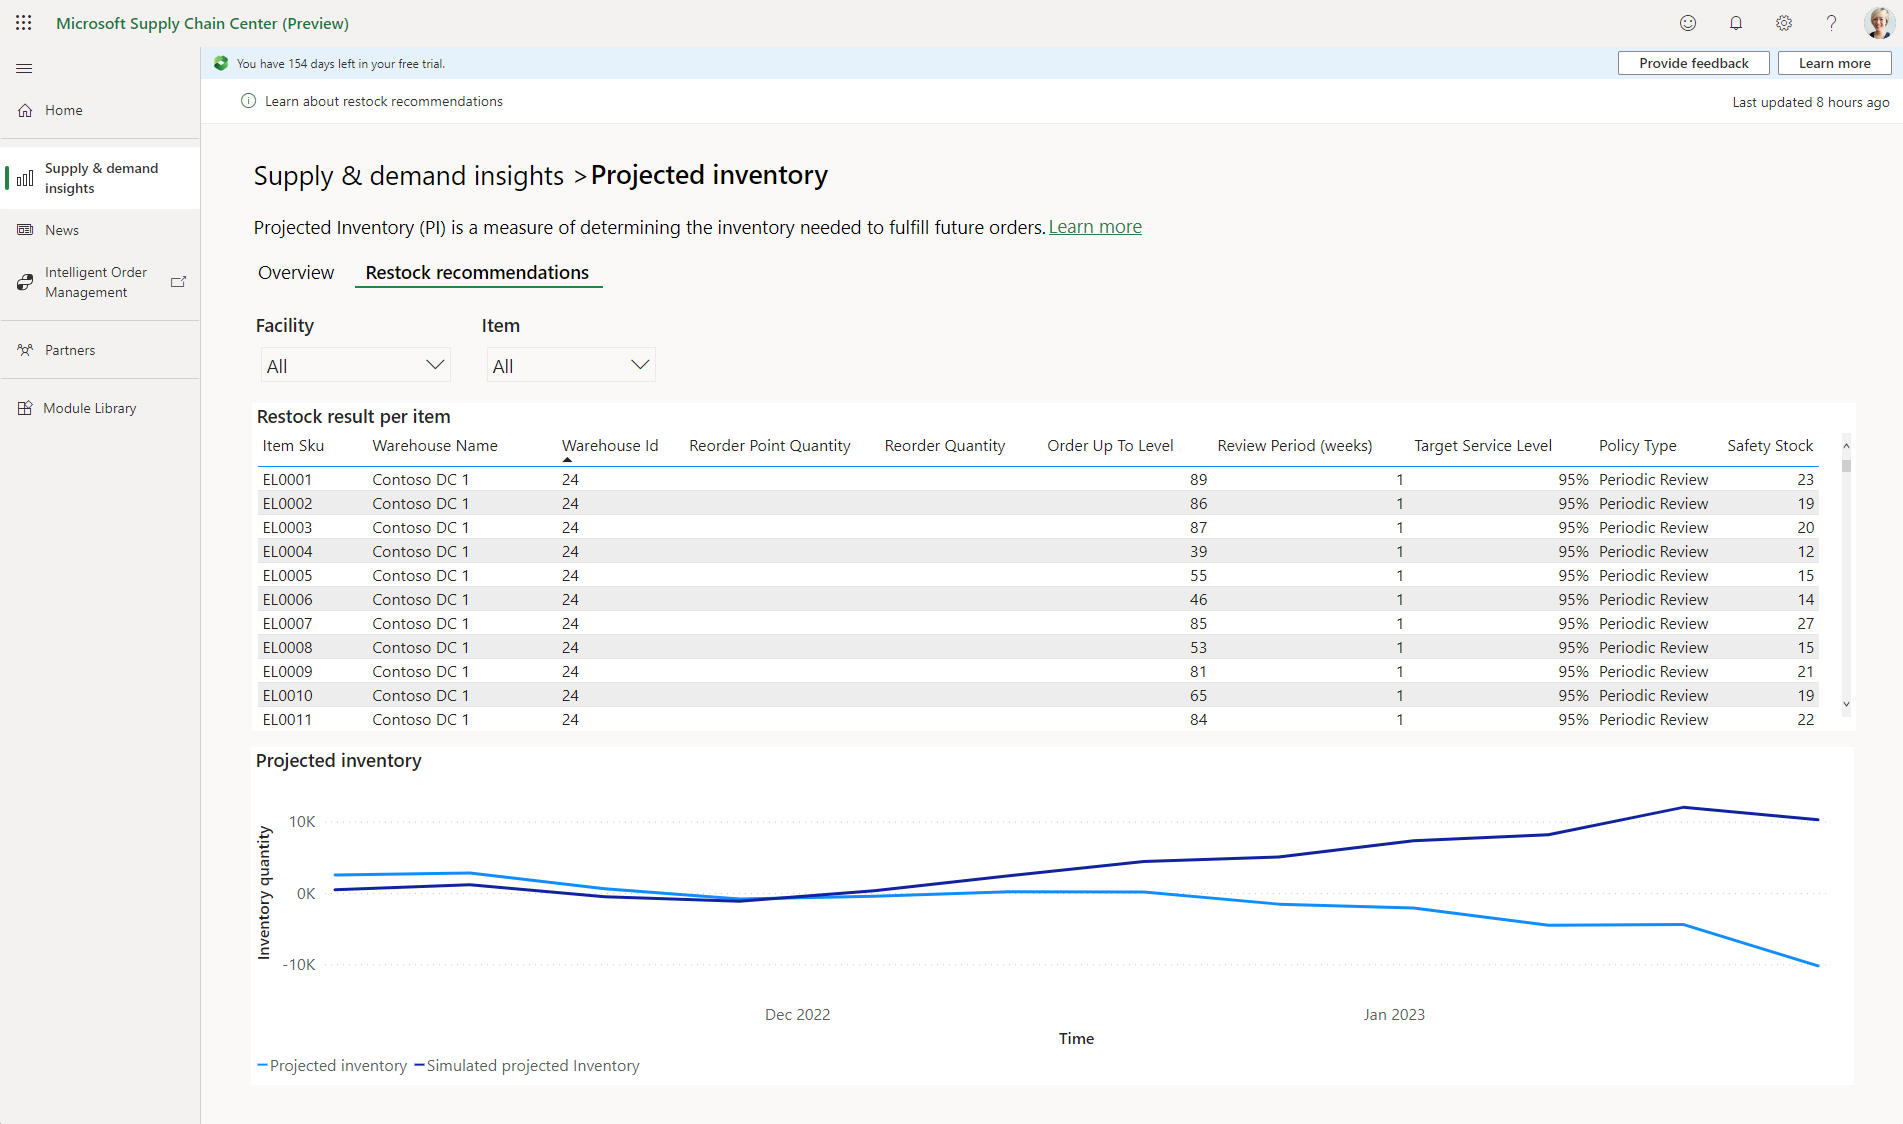 Microsoft Supply Chain Center (Preview)
You have 154 days left in your free trial.
Provide feedback
Learn more
Learn about restock recommendations
Last updated 8 hours ago
Home
Supply & demand
insights
News
Intelligent Order
Management
Partners
Module Library
Supply & demand insights > Projected inventory
Projected Inventory (PI) is a measure of determining the inventory needed to fulfill future orders. Learn more
Overview Restock recommendations
Facility Item
All All
Restock result per item
Item Sku Warehouse Name Warehouse Id Reorder Point Quantity Reorder Quantity Order Up To Level Review Period (weeks) Target Service Level Policy Type Safety Stock
EL0001 Contoso DC 1 24 89 1 95% Periodic Review 23
EL0002 Contoso DC 1 24 86 1 95% Periodic Review 19
EL0003 Contoso DC 1 24 87 1 95% Periodic Review 20
EL0004 Contoso DC 1 24 39 1 95% Periodic Review 12
EL0005 Contoso DC 1 24 55 1 95% Periodic Review 15
EL0006 Contoso DC 1 24 46 1 95% Periodic Review 14
EL0007 Contoso DC 1 24 85 1 95% Periodic Review 27
EL0008 Contoso DC 1 24 53 1 95% Periodic Review 15
EL0009 Contoso DC 1 24 81 1 95% Periodic Review 21
EL0010 Contoso DC 1 24 65 1 95% Periodic Review 19
EL0011 Contoso DC 1 24 84 1 95% Periodic Review 22
Projected inventory
Inventory quantity
10K
0K
-10K
Dec 2022 Jan 2023
Time
Projected inventory Simulated projected Inventory